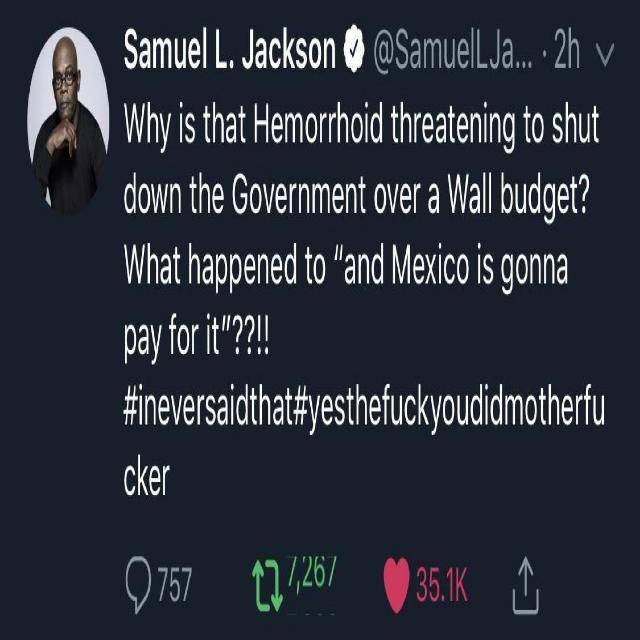 Samuel L. Jackson @SamuelLJa... · 2h
Why is that Hemorrhoid threatening to shut
down the Government over a Wall budget?
What happened to “and Mexico is gonna
pay for it”??!!
#ineversaidthat#yesthefuckyoudidmotherfu
cker
757 7,267 35.1K